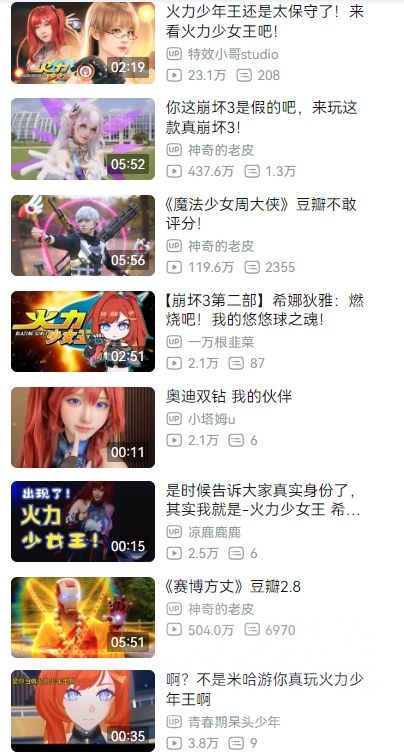 02:19
火力少年王还是太保守了！来
看火力少女王吧！
UP 特效小哥studio
23.1万 208
05:52
你这崩坏3是假的吧，来玩这
款真崩坏3！
UP 神奇的老皮
437.6万 1.3万
05:56
《魔法少女周大侠》豆瓣不敢
评分！
UP 神奇的老皮
119.6万 2355
火力
少女王
BLAZING GIRLS
02:51
【崩坏3第二部】希娜狄雅：燃
烧吧！我的悠悠球之魂！
UP 一万根韭菜
2.1万 87
00:11
奥迪双钻 我的伙伴
UP 小塔姆u
2.1万 6
出现了！
火力
少女王！
00:15
是时候告诉大家真实身份了，
其实我就是-火力少女王 希...
UP 凉鹿鹿鹿
2.5万 6
05:51
《赛博方丈》豆瓣2.8
UP 神奇的老皮
504.0万 6970
00:35
啊？不是米哈游你真玩火力少
年王啊
UP 青春期呆头少年
3.8万 9